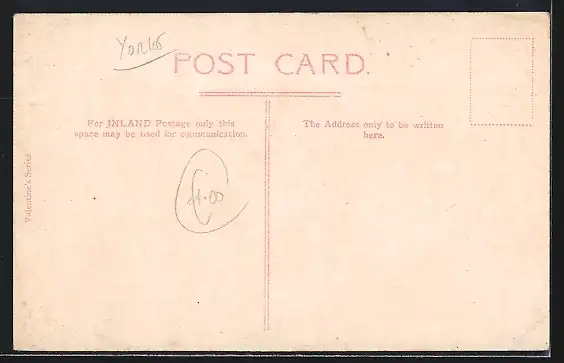 Yorks
POST CARD.
For INLAND Postage only this
space may be used for communication.
The Address only to be written
here.
Valentine's Series
£1.00